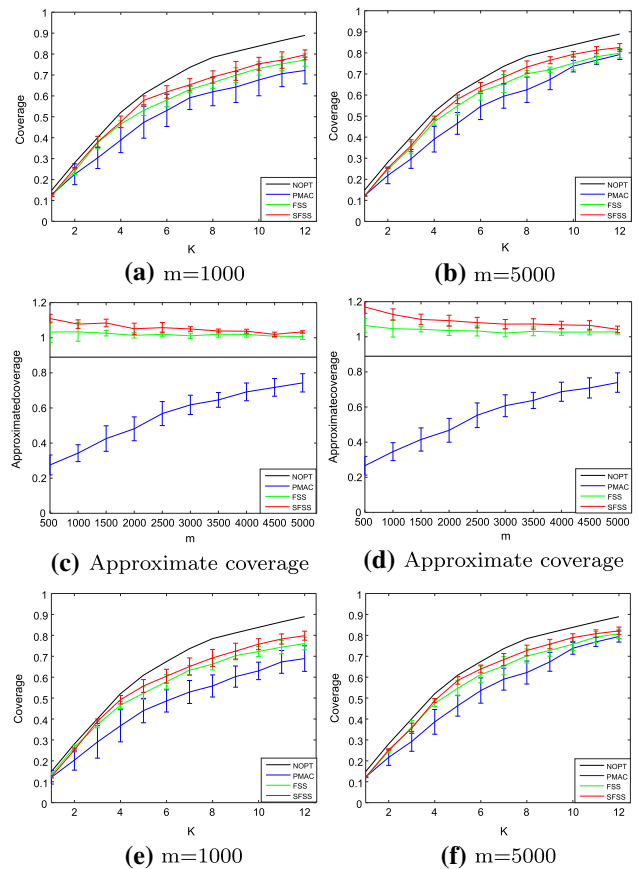 1
0.9
0.8
0.7
0.6
0.5
0.4
0.3
0.2
0.1
0
Coverage
2 4 6 8 10 12
K
NOPT
PMAC
FSS
SFSS
(a) m=1000
1
0.9
0.8
0.7
0.6
0.5
0.4
0.3
0.2
0.1
0
Coverage
2 4 6 8 10 12
K
NOPT
PMAC
FSS
SFSS
(b) m=5000
1.2
1
0.8
0.6
0.4
0.2
0
Approximatedcoverage
500 1000 1500 2000 2500 3000 3500 4000 4500 5000
m
NOPT
PMAC
FSS
SFSS
(c) Approximate coverage
1.2
1
0.8
0.6
0.4
0.2
0
Approximatecoverage
500 1000 1500 2000 2500 3000 3500 4000 4500 5000
m
NOPT
PMAC
FSS
SFSS
(d) Approximate coverage
1
0.9
0.8
0.7
0.6
0.5
0.4
0.3
0.2
0.1
0
Coverage
2 4 6 8 10 12
K
NOPT
PMAC
FSS
SFSS
(e) m=1000
1
0.9
0.8
0.7
0.6
0.5
0.4
0.3
0.2
0.1
0
Coverage
2 4 6 8 10 12
K
NOPT
PMAC
FSS
SFSS
(f) m=5000